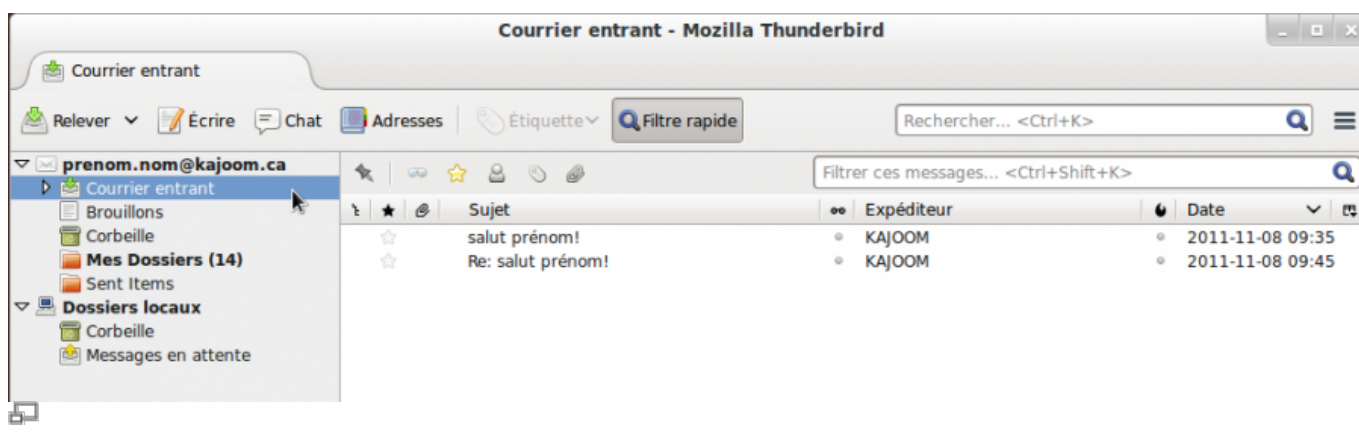 Courrier entrant - Mozilla Thunderbird
Courrier entrant
Relever Écrire Chat Adresses Étiquette Filtre rapide Rechercher... <Ctrl+K>
prenom.nom@kajoom.ca
Filtrer ces messages... <Ctrl+Shift+K>
Courrier entrant
Brouillons
Corbeille
Mes Dossiers (14)
Sent Items
Dossiers locaux
Corbeille
Messages en attente
Sujet Expéditeur Date
salut prénom! KAJOOM 2011-11-08 09:35
Re: salut prénom! KAJOOM 2011-11-08 09:45